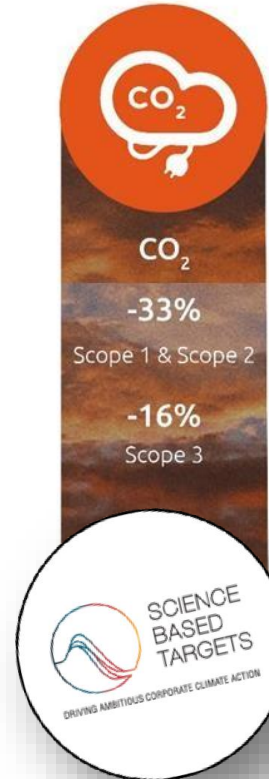 CO₂
CO₂
-33%
Scope 1 & Scope 2
-16%
Scope 3
SCIENCE
BASED
TARGETS
DRIVING AMBITIOUS CORPORATE CLIMATE ACTION